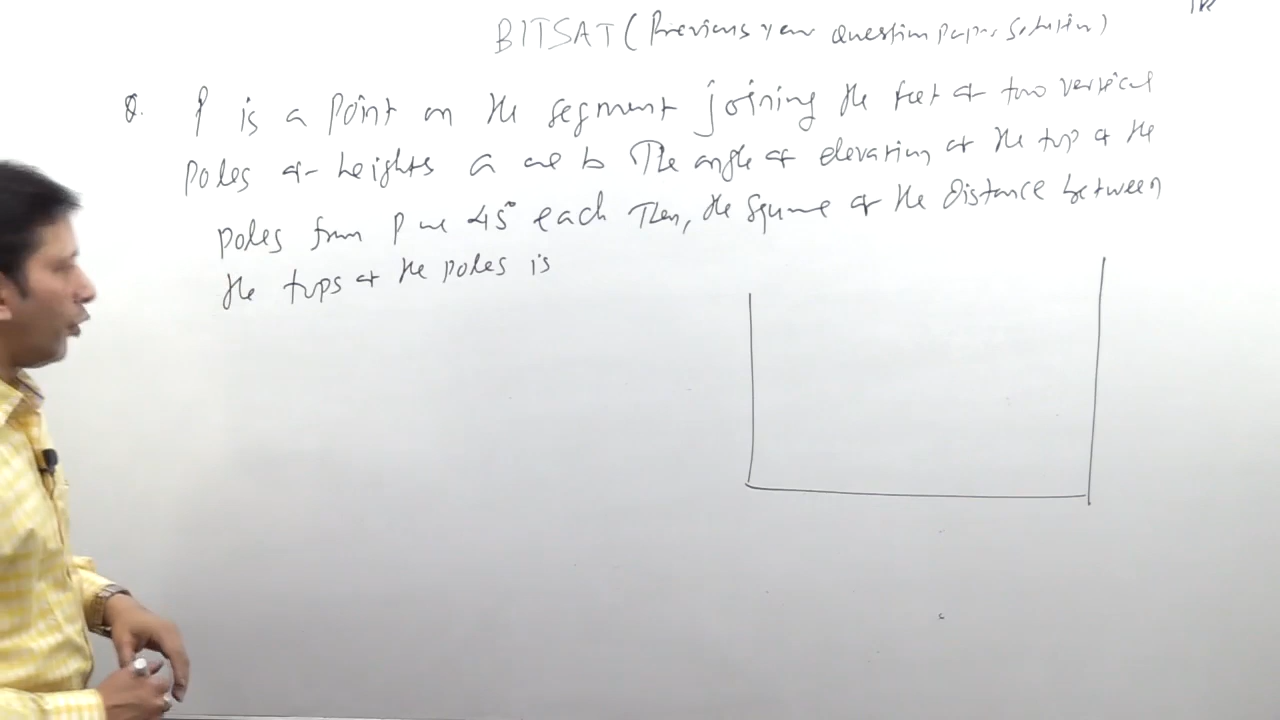 BITSAT (Previous year Question Paper Solution)
Q. P is a point on the segment joining the feet of two vertical
poles of heights a and b The angle of elevation of the top of the
poles from P are 45° each Then, the square of the distance between
the tops of the poles is